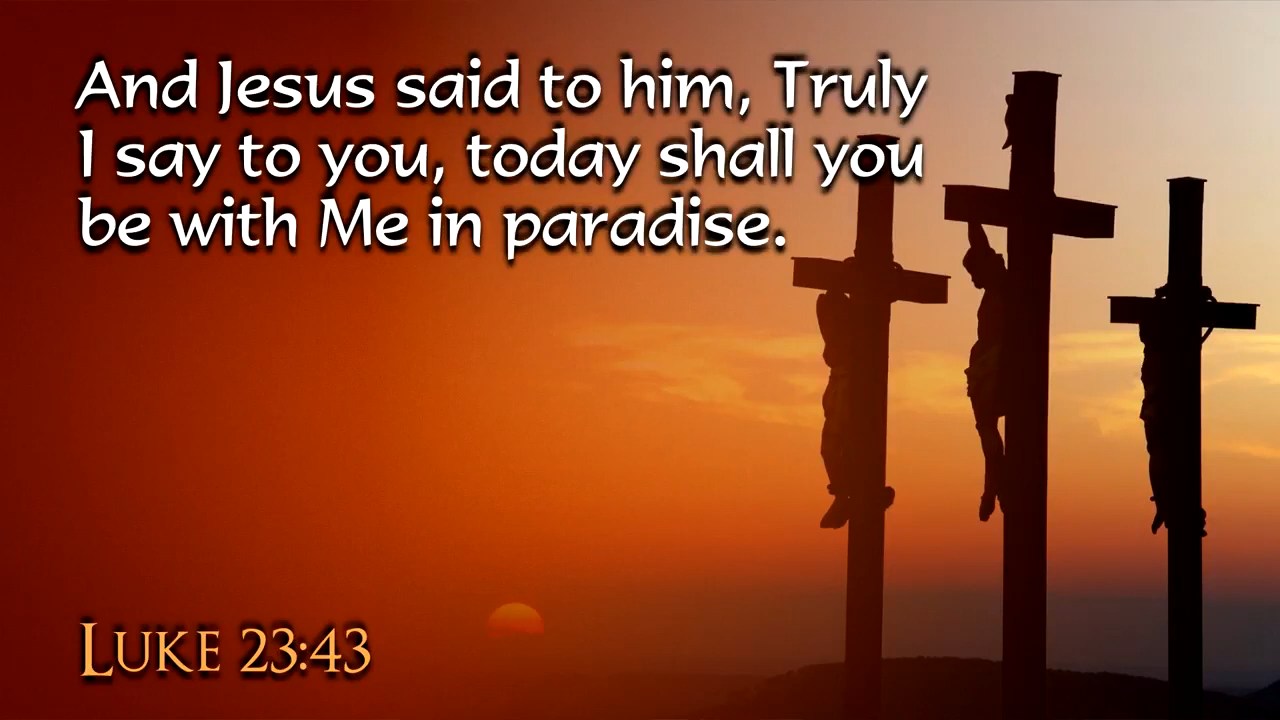 And Jesus said to him, Truly
I say to you, today shall you
be with Me in paradise.
Luke 23:43